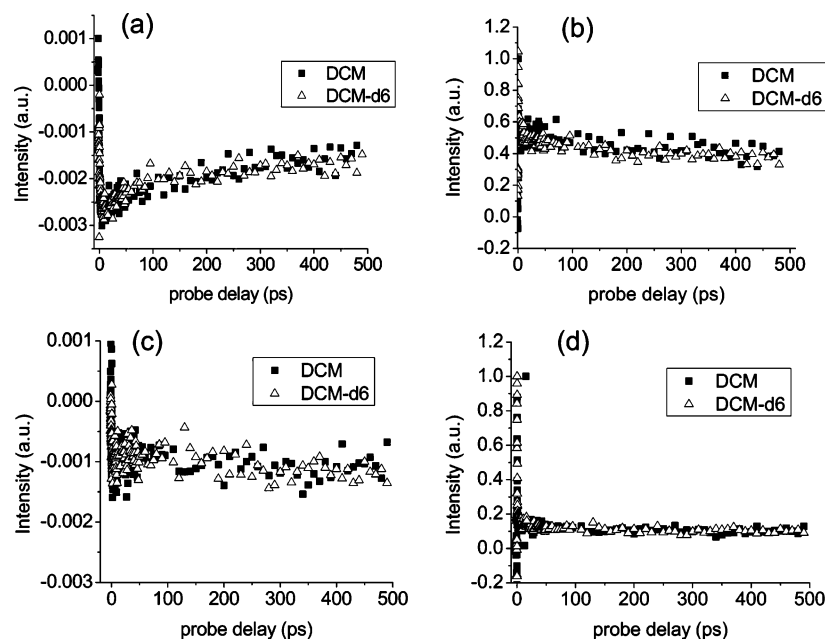 (a)
DCM
DCM-d6
0.001
0.000
-0.001
-0.002
-0.003
Intensity (a.u.)
0 100 200 300 400 500
probe delay (ps)
(b)
DCM
DCM-d6
1.2
1.0
0.8
0.6
0.4
0.2
0.0
-0.2
Intensity (a.u.)
0 100 200 300 400 500
probe delay (ps)
(c)
DCM
DCM-d6
0.001
0.000
-0.001
-0.002
-0.003
Intensity (a.u.)
0 100 200 300 400 500
probe delay (ps)
(d)
DCM
DCM-d6
1.2
1.0
0.8
0.6
0.4
0.2
0.0
-0.2
Intensity (a.u.)
0 100 200 300 400 500
probe delay (ps)